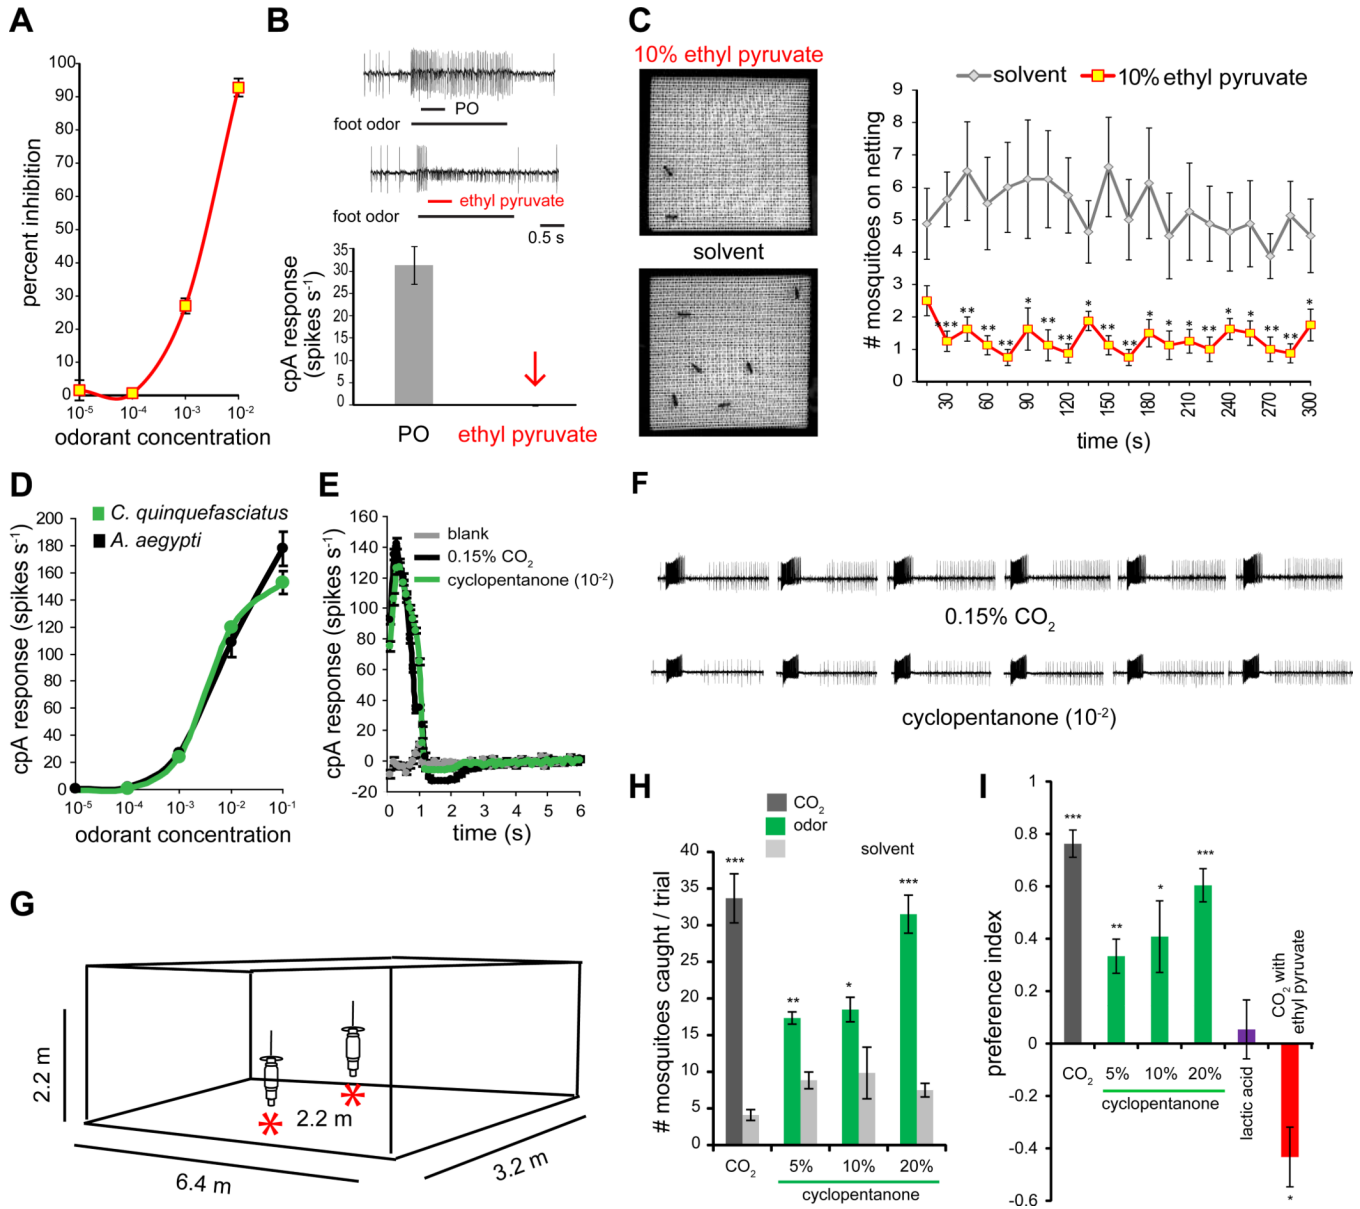 A
100
90
80
70
60
50
40
30
20
10
0
percent inhibition
10-5
10-4
10-3
10-2
odorant concentration
B
PO
foot odor
ethyl pyruvate
foot odor
0.5 s
35
30
25
20
15
10
5
0
cpA response
(spikes s-1)
PO
ethyl pyruvate
C
10% ethyl pyruvate
solvent
solvent
10% ethyl pyruvate
# mosquitoes on netting
9
8
7
6
5
4
3
2
1
0
***
**
**
**
*
**
**
*
**
**
*
*
*
**
*
*
**
**
*
30
60
90
120
150
180
210
240
270
300
time (s)
D
C. quinquefasciatus
A. aegypti
200
180
160
140
120
100
80
60
40
20
0
cpA response (spikes s-1)
10-5
10-4
10-3
10-2
10-1
odorant concentration
E
blank
0.15% CO2
cyclopentanone (10-2)
160
140
120
100
80
60
40
20
0
-20
cpA response (spikes s-1)
0
1
2
3
4
5
6
time (s)
F
0.15% CO2
cyclopentanone (10-2)
G
2.2 m
2.2 m
6.4 m
3.2 m
H
CO2
odor
solvent
# mosquitoes caught / trial
40
35
30
25
20
15
10
5
0
***
**
*
***
CO2
5%
10%
20%
cyclopentanone
I
preference index
1
0.8
0.6
0.4
0.2
0
-0.2
-0.4
-0.6
***
**
*
***
CO2
5%
10%
20%
cyclopentanone
lactic acid
CO2 with
ethyl pyruvate
*